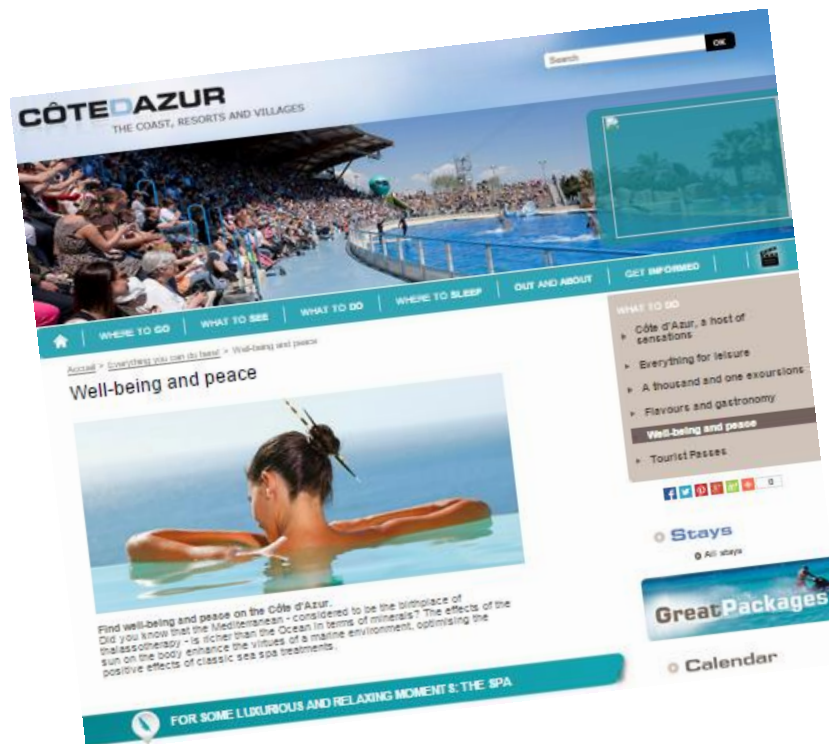 Search
OK
CÔTEDAZUR
THE COAST, RESORTS AND VILLAGES
WHERE TO GO
WHAT TO SEE
WHAT TO DO
WHERE TO SLEEP
OUT AND ABOUT
GET INFORMED
Accueil > Everything you can do here! > Well-being and peace
Well-being and peace
Find well-being and peace on the Côte d'Azur.
Did you know that the Mediterranean - considered to be the birthplace of
thalassotherapy - is richer than the Ocean in terms of minerals? The effects of the
sun on the body enhance the virtues of a marine environment, optimising the
positive effects of classic sea spa treatments.
FOR SOME LUXURIOUS AND RELAXING MOMENTS: THE SPA
WHAT TO DO
Côte d'Azur, a host of
sensations
Everything for leisure
A thousand and one excursions
Flavours and gastronomy
Well-being and peace
Tourist Passes
0
Stays
All stays
GreatPackages
Calendar